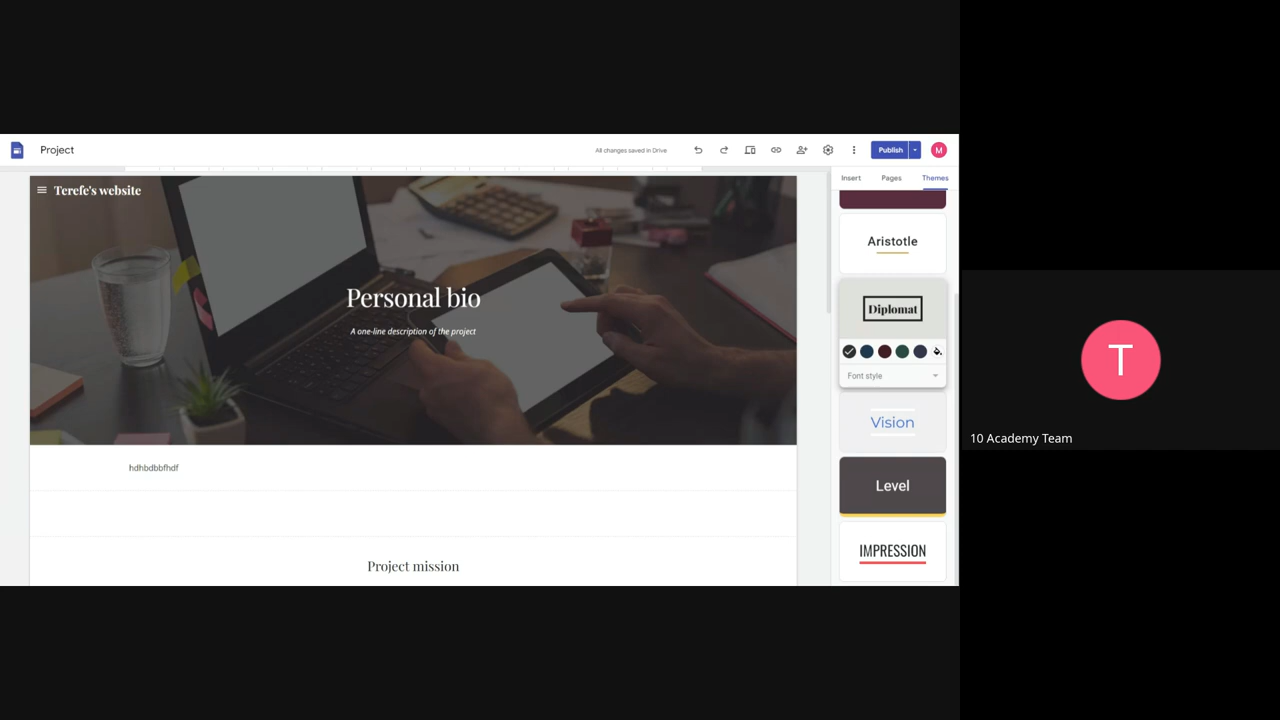 Project
All changes saved in Drive
Publish
M
Insert
Pages
Themes
Terefe's website
Personal bio
A one-line description of the project
hdhbdbbfhdf
Project mission
Aristotle
Diplomat
Font style
Vision
Level
IMPRESSION
T
10 Academy Team